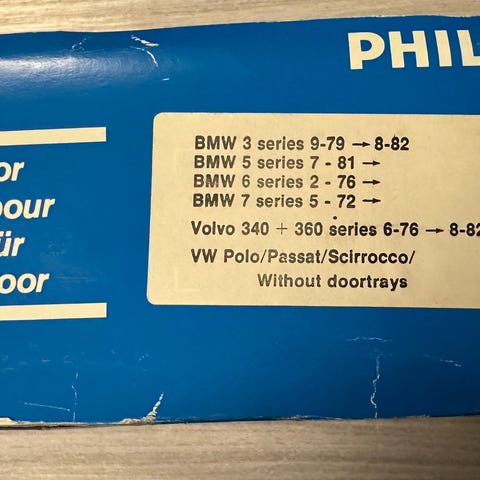 PHIL
or
pour
ür
oor
BMW 3 series 9-79 → 8-82
BMW 5 series 7 - 81 →
BMW 6 series 2 - 76 →
BMW 7 series 5 - 72 →
Volvo 340 + 360 series 6-76 → 8-82
VW Polo/Passat/Scirrocco/
Without doortrays